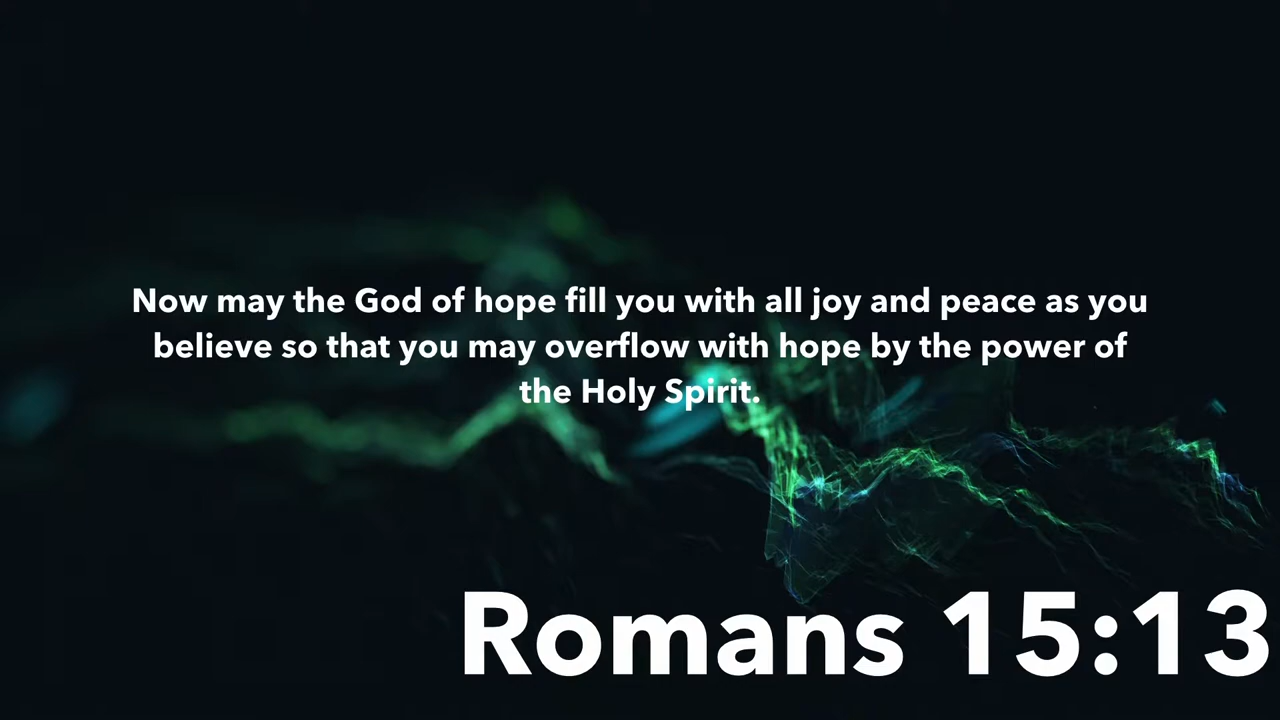 Now may the God of hope fill you with all joy and peace as you
believe so that you may overflow with hope by the power of
the Holy Spirit.
Romans 15:13